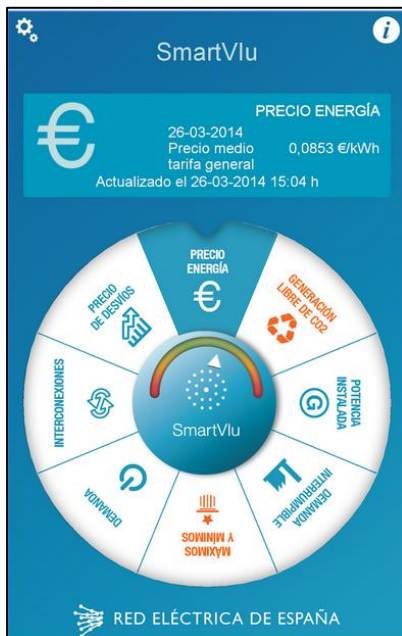 i
SmartVIu
PRECIO ENERGÍA
26-03-2014
Precio medio 0,0853 €/kWh
tarifa general
Actualizado el 26-03-2014 15:04 h
€
PRECIO
ENERGÍA
€
GENERACIÓN
LIBRE DE CO2
POTENCIA
INSTALADA
G
DEMANDA
INTERRUMPIBLE
MÁXIMOS
Y MÍNIMOS
DEMANDA
INTERCONEXIONES
PRECIO
DE DESVÍOS
SmartVIu
RED ELÉCTRICA DE ESPAÑA